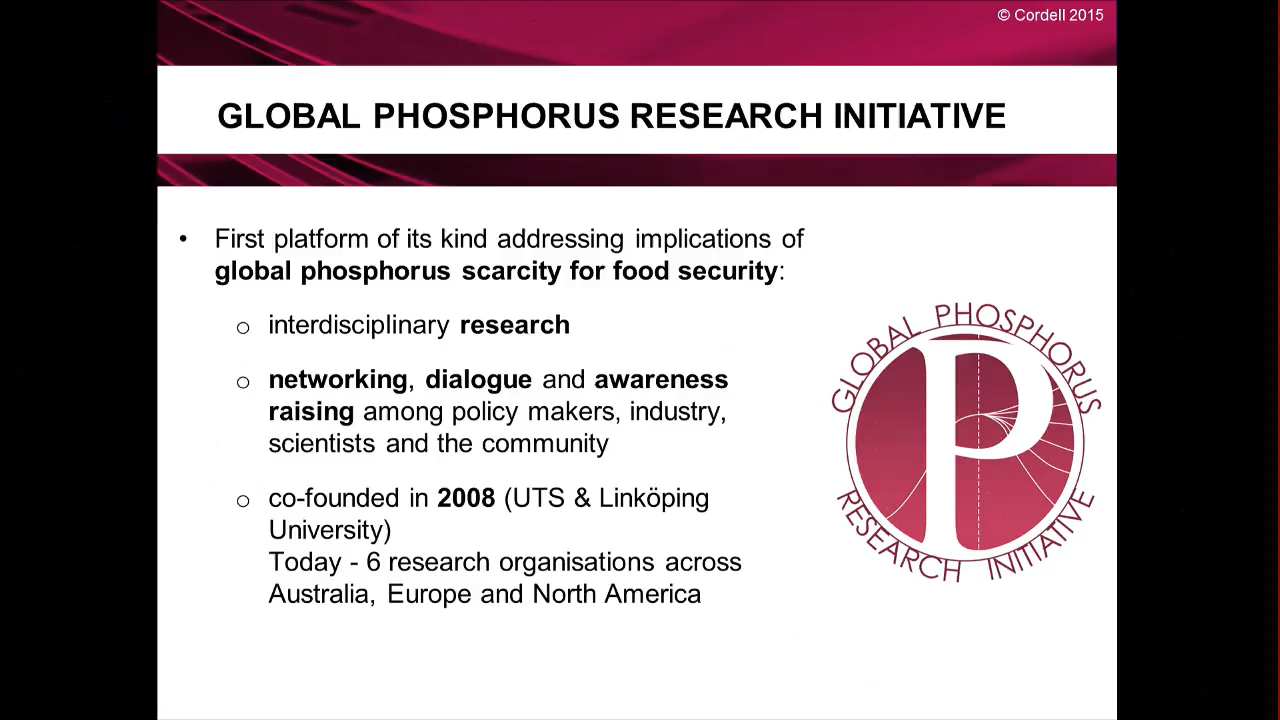 © Cordell 2015
GLOBAL PHOSPHORUS RESEARCH INITIATIVE
• First platform of its kind addressing implications of
global phosphorus scarcity for food security:
o interdisciplinary research
o networking, dialogue and awareness
raising among policy makers, industry,
scientists and the community
o co-founded in 2008 (UTS & Linköping
University)
Today - 6 research organisations across
Australia, Europe and North America
GLOBAL PHOSPHORUS
P
RESEARCH INITIATIVE